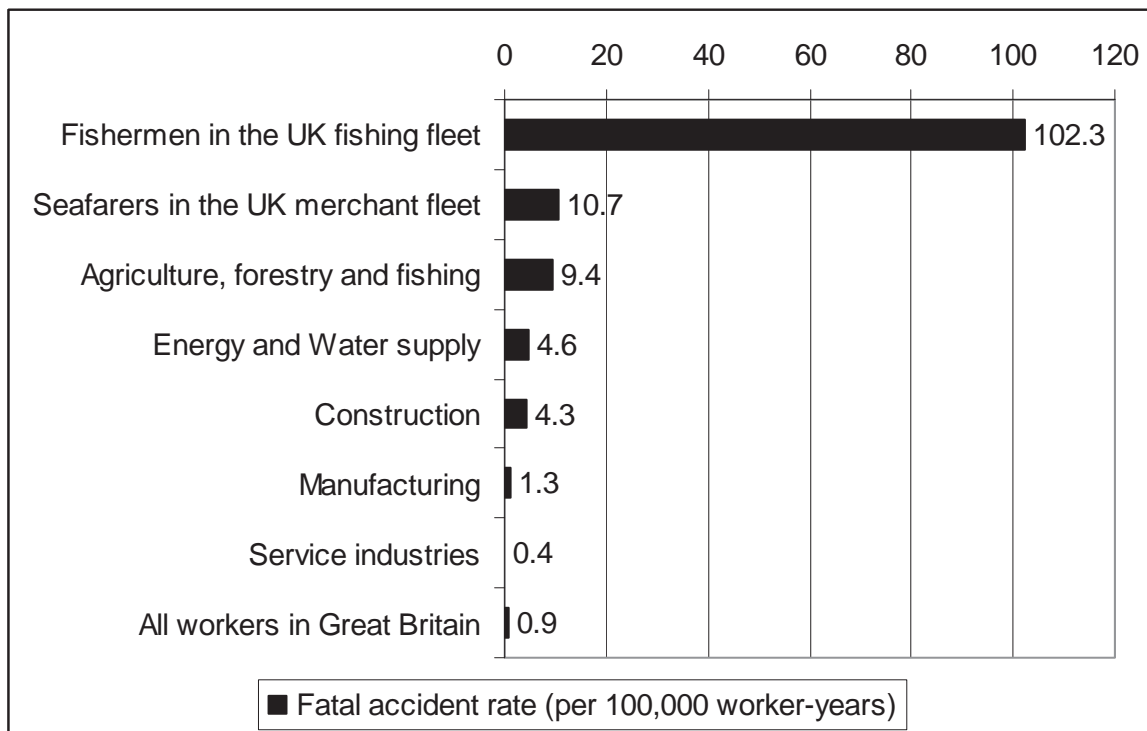 0 20 40 60 80 100 120
Fishermen in the UK fishing fleet 102.3
Seafarers in the UK merchant fleet 10.7
Agriculture, forestry and fishing 9.4
Energy and Water supply 4.6
Construction 4.3
Manufacturing 1.3
Service industries 0.4
All workers in Great Britain 0.9
Fatal accident rate (per 100,000 worker-years)